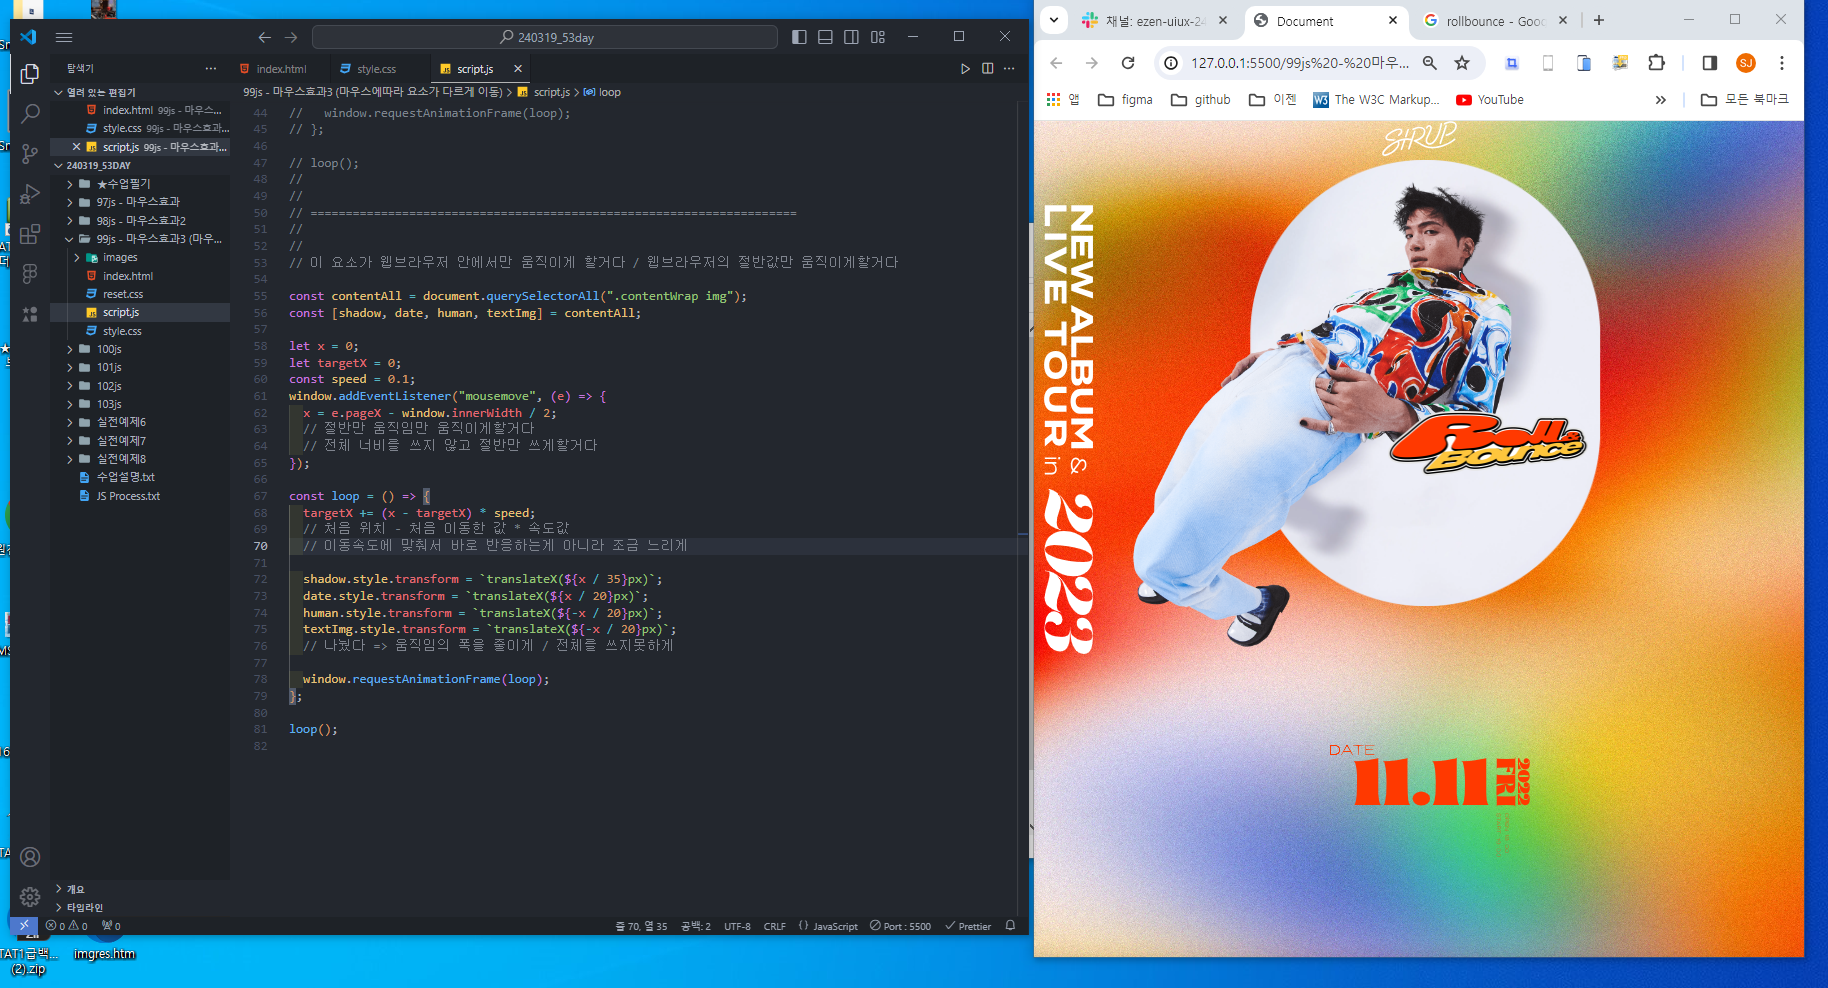 240319_53day
탐색기
index.html
style.css
script.js
열려 있는 편집기
index.html 99js - 마우스...
style.css 99js - 마우스효과...
script.js 99js - 마우스효과...
240319_53DAY
★수업필기
97js - 마우스효과
98js - 마우스효과2
99js - 마우스효과3 (마우...
images
index.html
reset.css
script.js
style.css
100js
101js
102js
103js
실전예제6
실전예제7
실전예제8
수업설명.txt
JS Process.txt
개요
타임라인
99js - 마우스효과3 (마우스에따라 요소가 다르게 이동) > script.js > loop
44 //   window.requestAnimationFrame(loop);
45 // };
46
47 // loop();
48 //
49 //
50 // =====================================================================
51 //
52 //
53 // 이 요소가 웹브라우저 안에서만 움직이게 할거다 / 웹브라우저의 절반값만 움직이게할거다
54
55 const contentAll = document.querySelectorAll(".contentWrap img");
56 const [shadow, date, human, textImg] = contentAll;
57
58 let x = 0;
59 let targetX = 0;
60 const speed = 0.1;
61 window.addEventListener("mousemove", (e) => {
62   x = e.pageX - window.innerWidth / 2;
63   // 절반만 움직임만 움직이게할거다
64   // 전체 너비를 쓰지 않고 절반만 쓰게할거다
65 });
66
67 const loop = () => {
68   targetX += (x - targetX) * speed;
69   // 처음 위치 - 처음 이동한 값 * 속도값
70   // 이동속도에 맞춰서 바로 반응하는게 아니라 조금 느리게
71
72   shadow.style.transform = `translateX(${x / 35}px)`;
73   date.style.transform = `translateX(${x / 20}px)`;
74   human.style.transform = `translateX(${-x / 20}px)`;
75   textImg.style.transform = `translateX(${-x / 20}px)`;
76   // 나눴다 => 움직임의 폭을 줄이게 / 전체를 쓰지못하게
77
78   window.requestAnimationFrame(loop);
79 };
80
81 loop();
82
0 0 0
줄 70, 열 35 공백: 2 UTF-8 CRLF {} JavaScript Port : 5500 Prettier
(2).zip
imgres.htm
채널: ezen-uiux-24
Document
rollbounce - Goo
127.0.0.1:5500/99js%20-%20마우...
SJ
앱 figma github 이젠 The W3C Markup... YouTube » 모든 북마크
SIRUP
NEW ALBUM &
LIVE TOUR in
2023
Roll &
Bounce
DATE
11.11 FRI 2022